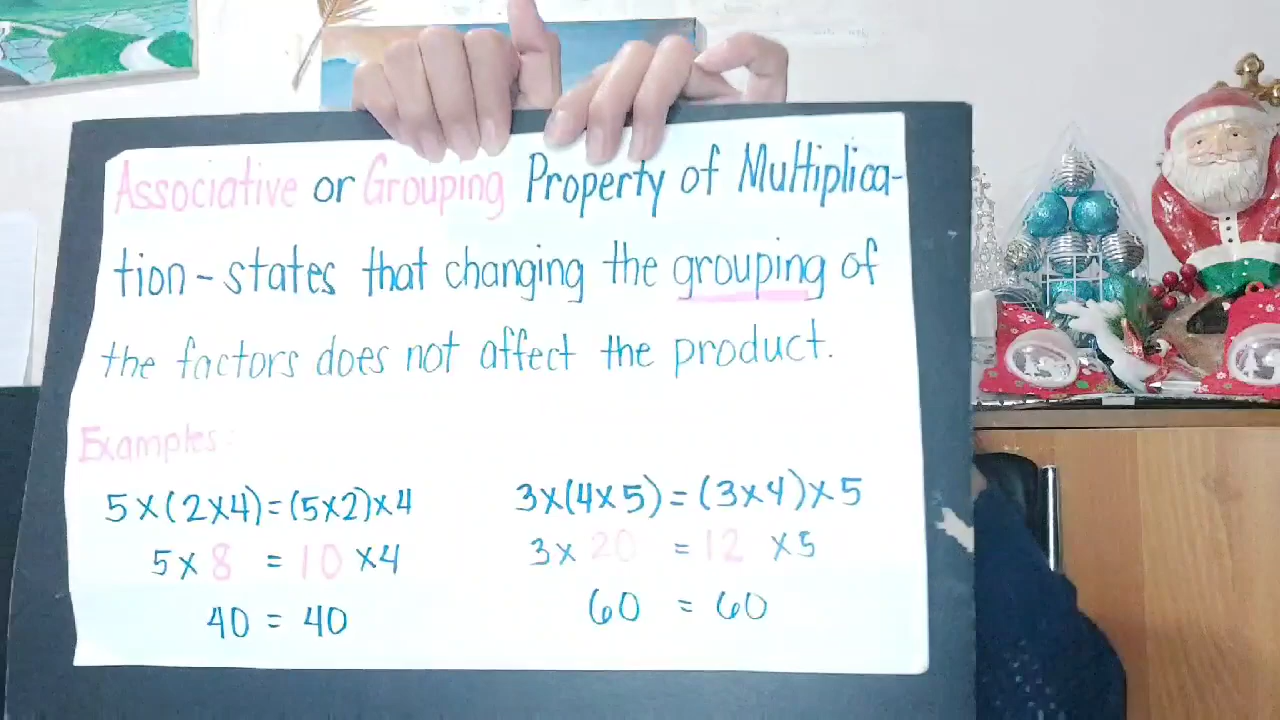 Associative or Grouping Property of Multiplica-
tion - states that changing the grouping of
the factors does not affect the product.
Examples:
5×(2×4)=(5×2)×4
5×8 = 10×4
40 = 40
3×(4×5)=(3×4)×5
3×20 = 12 ×5
60 = 60